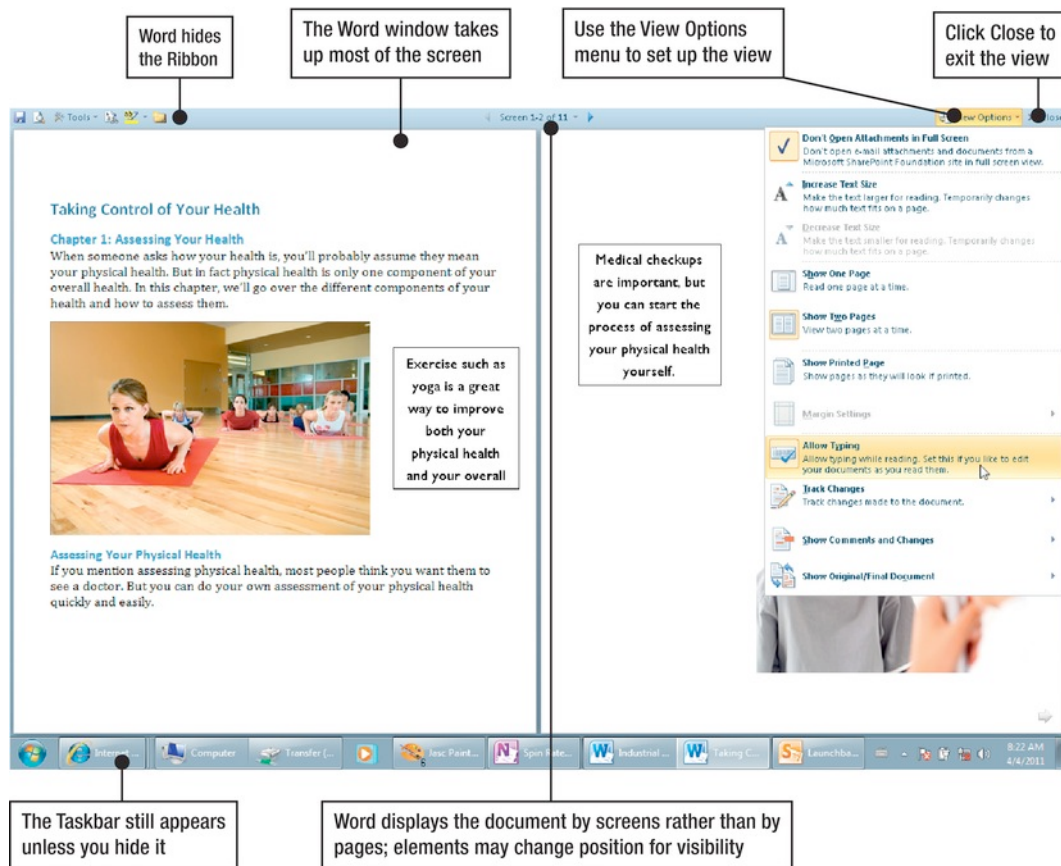 Word hides
the Ribbon
The Word window takes
up most of the screen
Use the View Options
menu to set up the view
Click Close to
exit the view
Tools
Screen 1-2 of 11
View Options
Close
Taking Control of Your Health
Chapter 1: Assessing Your Health
When someone asks how your health is, you'll probably assume they mean
your physical health. But in fact physical health is only one component of your
overall health. In this chapter, we'll go over the different components of your
health and how to assess them.
Exercise such as
yoga is a great
way to improve
both your
physical health
and your overall
Assessing Your Physical Health
If you mention assessing physical health, most people think you want them to
see a doctor. But you can do your own assessment of your physical health
quickly and easily.
Medical checkups
are important, but
you can start the
process of assessing
your physical health
yourself.
Don't Open Attachments in Full Screen
Don't open e-mail attachments and documents from a
Microsoft SharePoint Foundation site in full screen view.
Increase Text Size
Make the text larger for reading. Temporarily changes
how much text fits on a page.
Decrease Text Size
Make the text smaller for reading. Temporarily changes
how much text fits on a page.
Show One Page
Read one page at a time.
Show Two Pages
View two pages at a time.
Show Printed Page
Show pages as they will look if printed.
Margin Settings
Allow Typing
Allow typing while reading. Set this if you like to edit
your documents as you read them.
Track Changes
Track changes made to the document.
Show Comments and Changes
Show Original/Final Document
Internet ...
Computer
Transfer (...
Jasc Paint...
Spin Rate...
Industrial ...
Taking C...
Launchba...
8:22 AM
4/4/2011
The Taskbar still appears
unless you hide it
Word displays the document by screens rather than by
pages; elements may change position for visibility